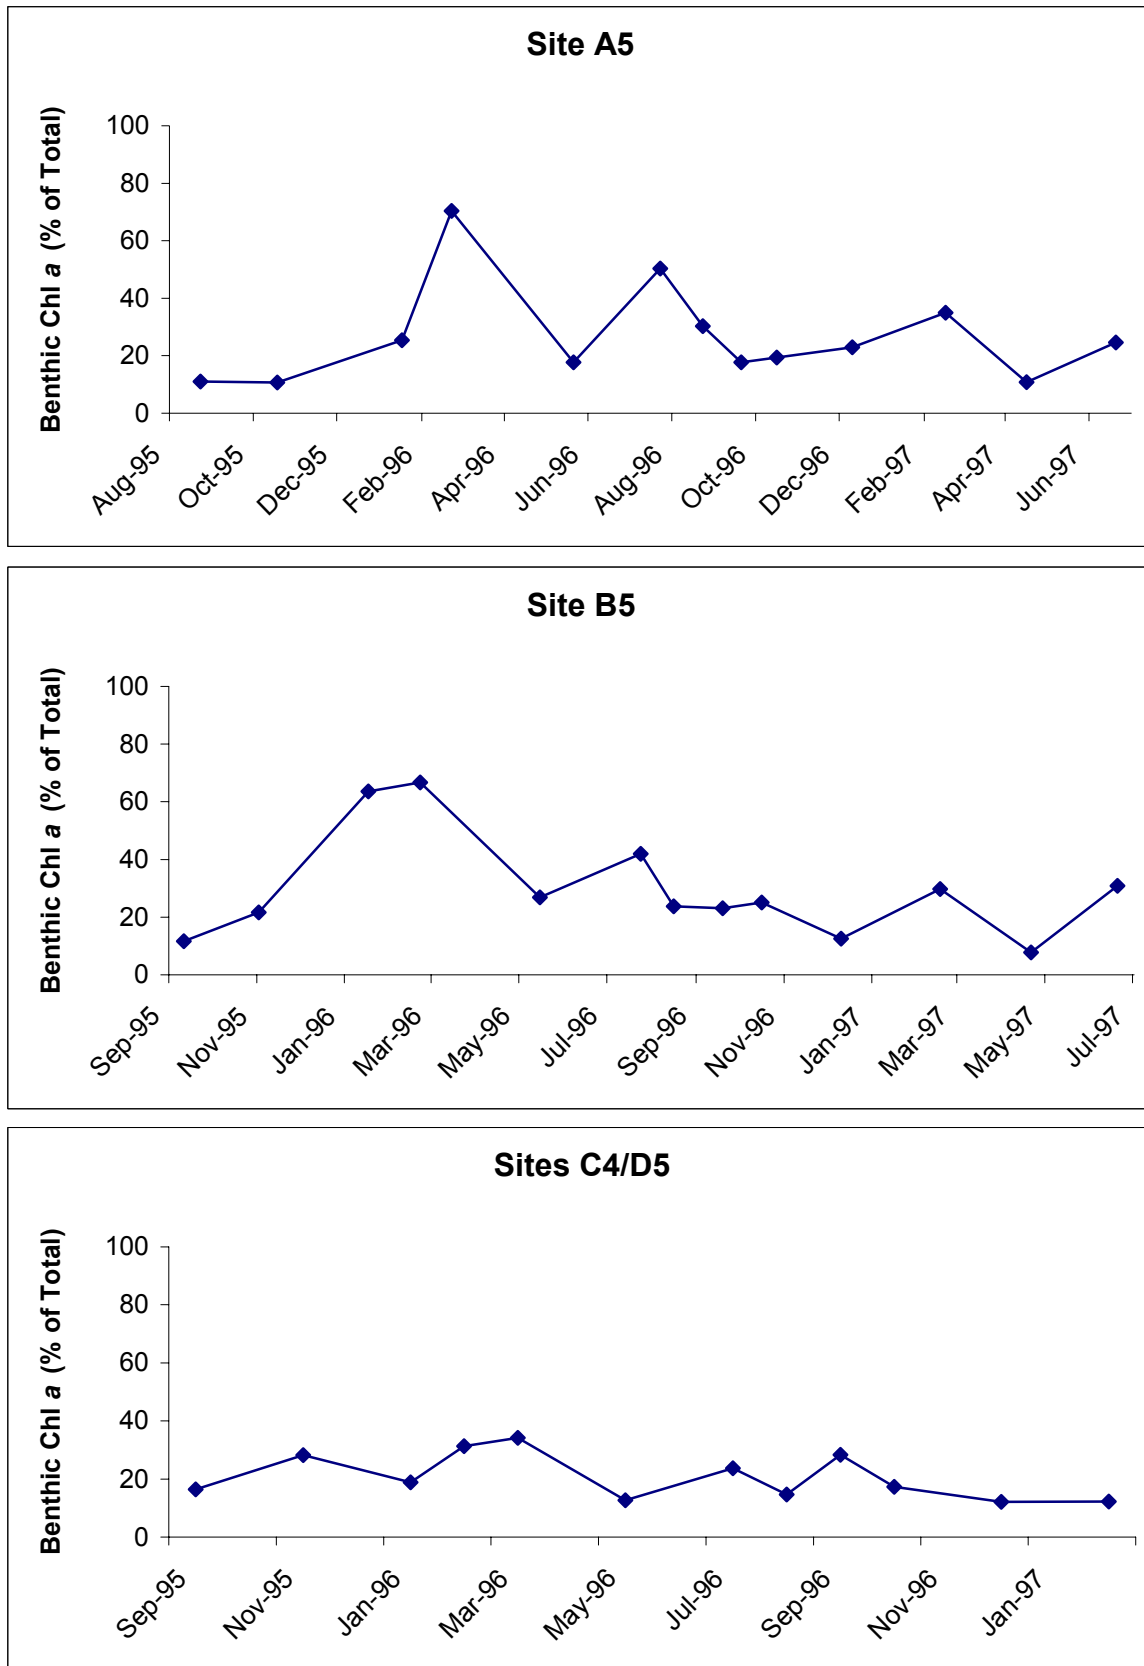 Site A5
Benthic Chl a (% of Total)
100
80
60
40
20
0
Aug-95
Oct-95
Dec-95
Feb-96
Apr-96
Jun-96
Aug-96
Oct-96
Dec-96
Feb-97
Apr-97
Jun-97
Site B5
Benthic Chl a (% of Total)
100
80
60
40
20
0
Sep-95
Nov-95
Jan-96
Mar-96
May-96
Jul-96
Sep-96
Nov-96
Jan-97
Mar-97
May-97
Jul-97
Sites C4/D5
Benthic Chl a (% of Total)
100
80
60
40
20
0
Sep-95
Nov-95
Jan-96
Mar-96
May-96
Jul-96
Sep-96
Nov-96
Jan-97